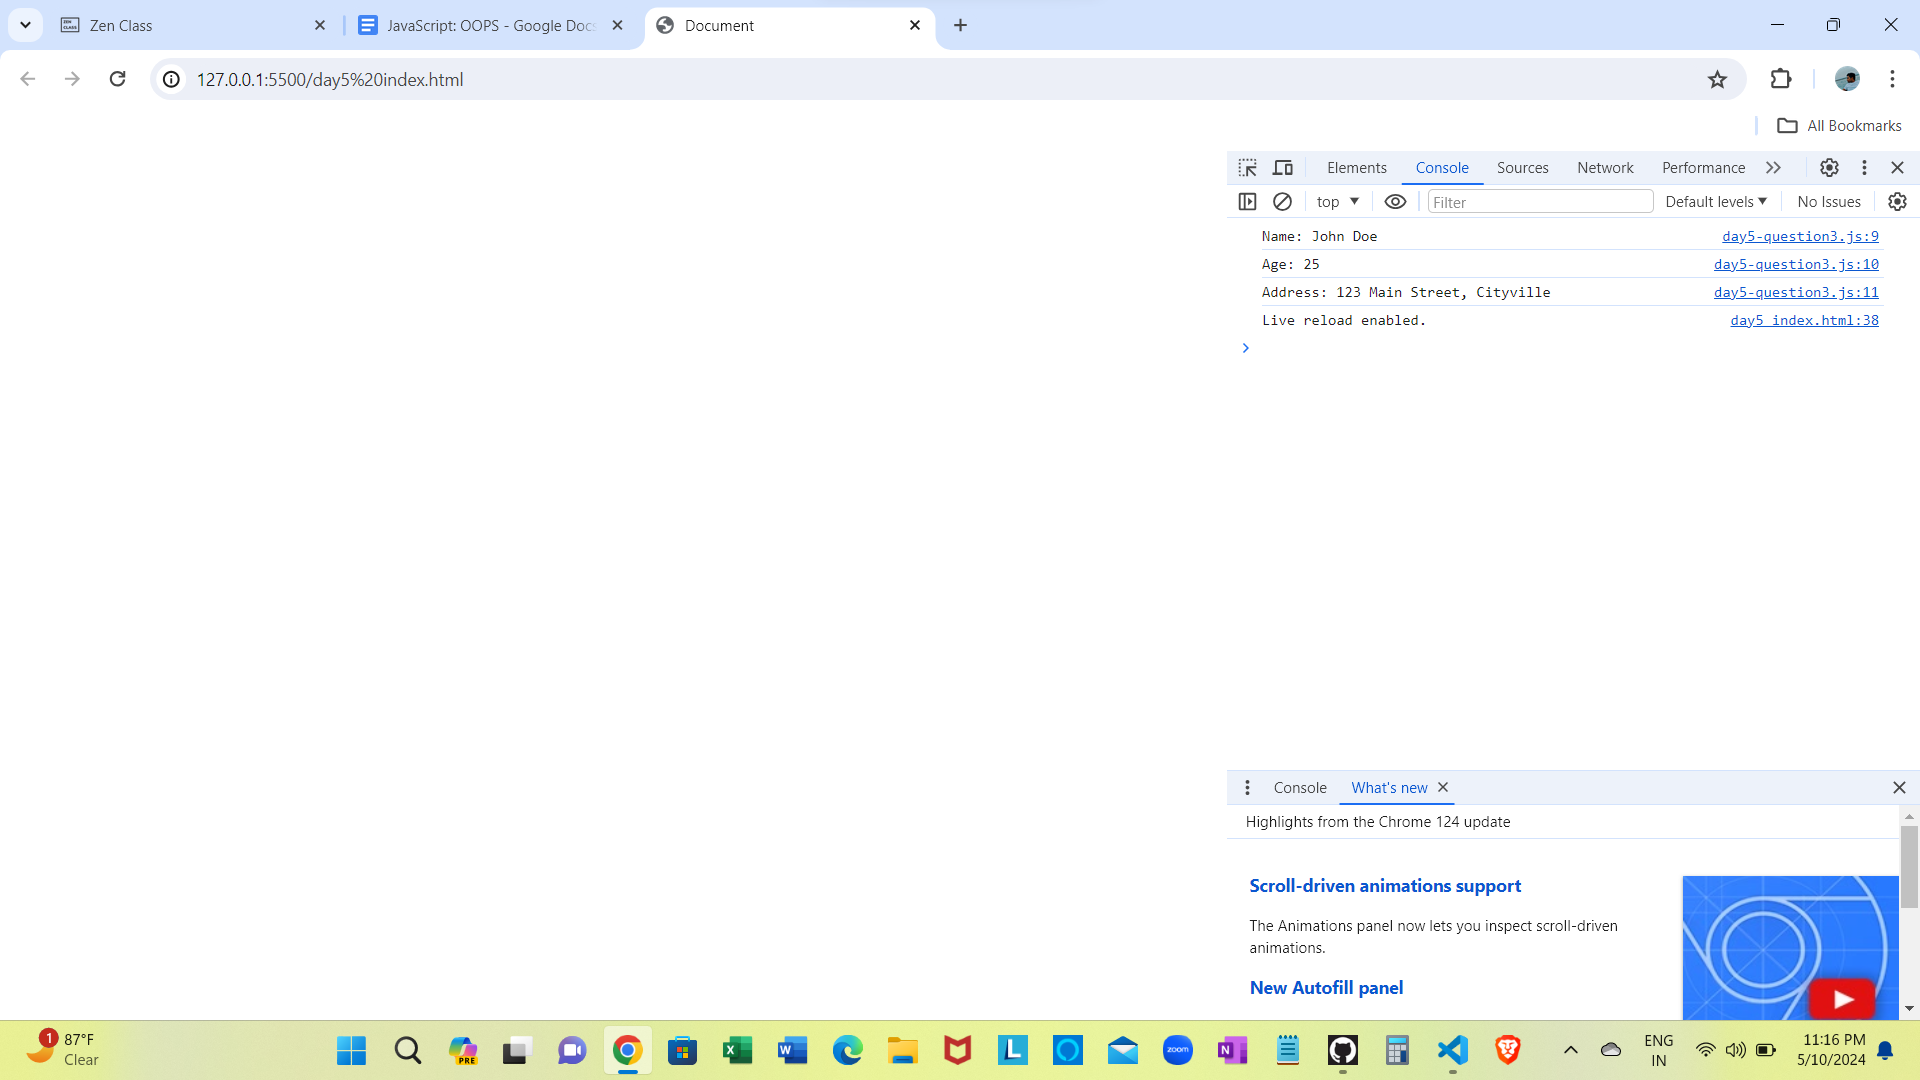 Zen Class
JavaScript: OOPS - Google Docs
Document
127.0.0.1:5500/day5%20index.html
All Bookmarks
Elements Console Sources Network Performance
top Filter Default levels No Issues
Name: John Doe day5-question3.js:9
Age: 25 day5-question3.js:10
Address: 123 Main Street, Cityville day5-question3.js:11
Live reload enabled. day5 index.html:38
Console What's new
Highlights from the Chrome 124 update
Scroll-driven animations support
The Animations panel now lets you inspect scroll-driven
animations.
New Autofill panel
1
87°F
Clear
PRE
zoom
ENG
IN
11:16 PM
5/10/2024